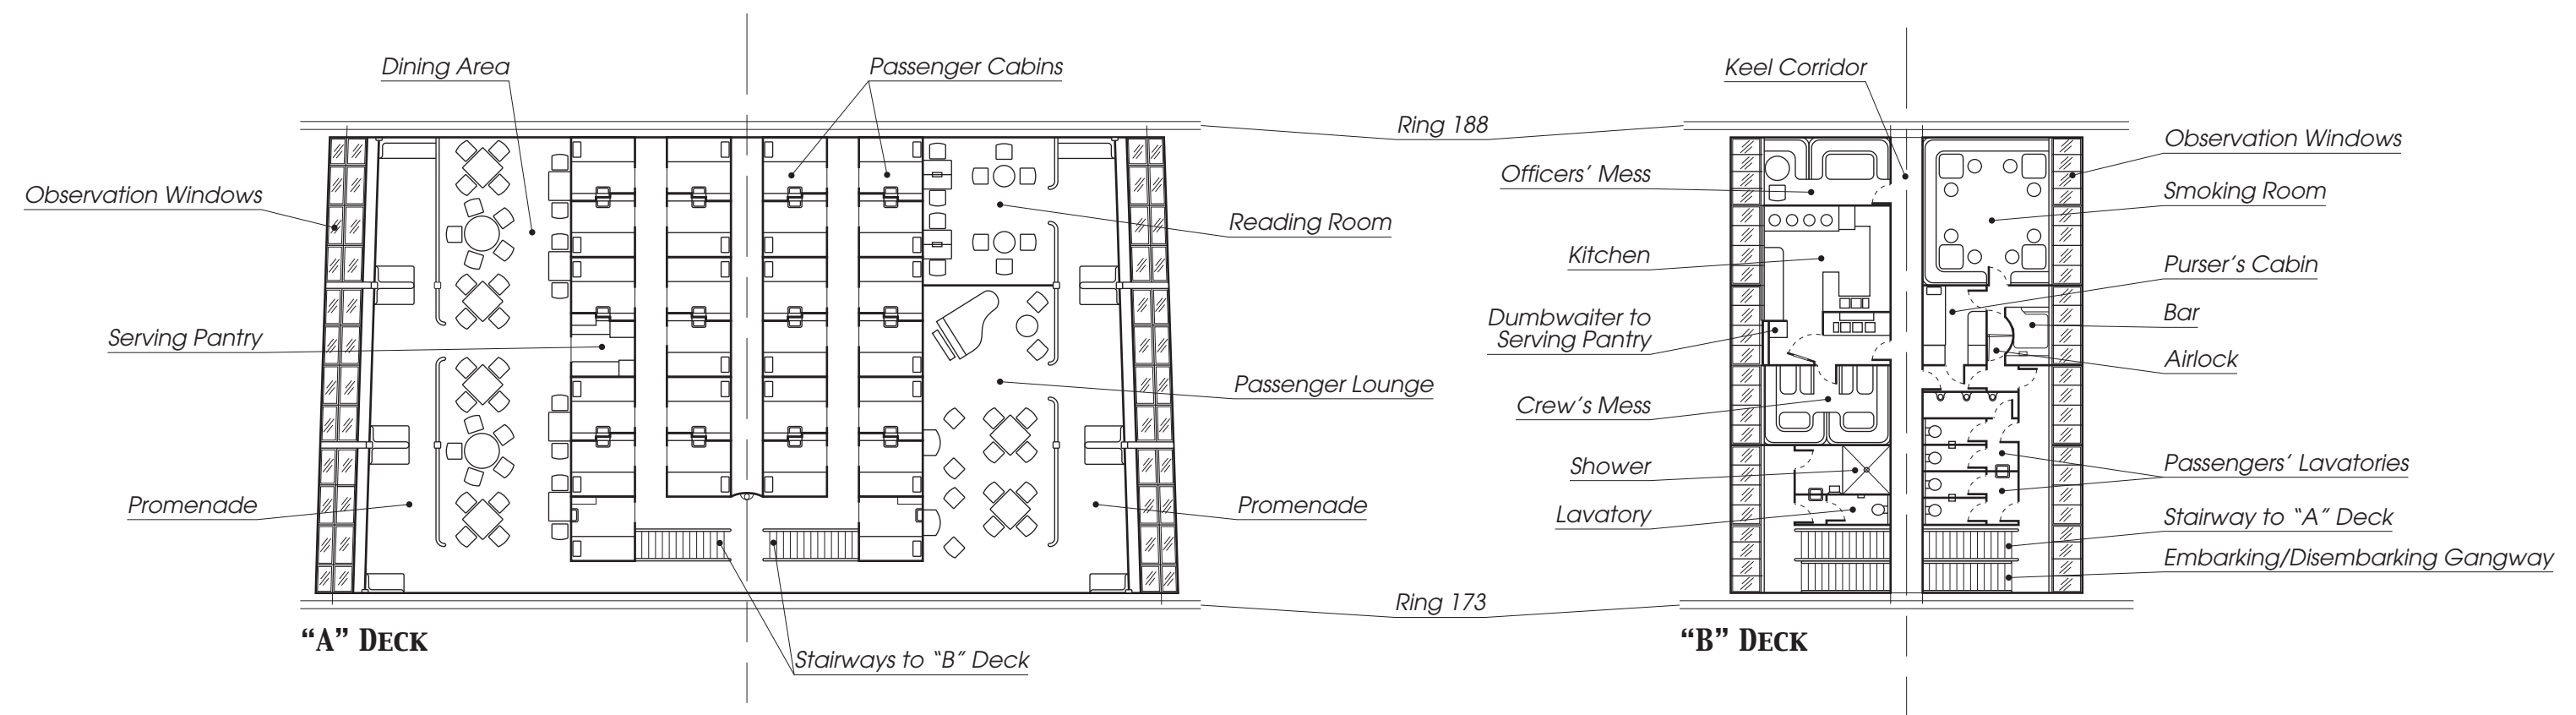 Dining Area
Passenger Cabins
Keel Corridor
Ring 188
Observation Windows
Officers’ Mess
Smoking Room
Observation Windows
Reading Room
Kitchen
Purser’s Cabin
Bar
Serving Pantry
Dumbwaiter to
Serving Pantry
Airlock
Passenger Lounge
Crew’s Mess
Shower
Passengers’ Lavatories
Promenade
Promenade
Lavatory
Stairway to “A” Deck
Embarking/Disembarking Gangway
Ring 173
“A” Deck
“B” Deck
Stairways to “B” Deck